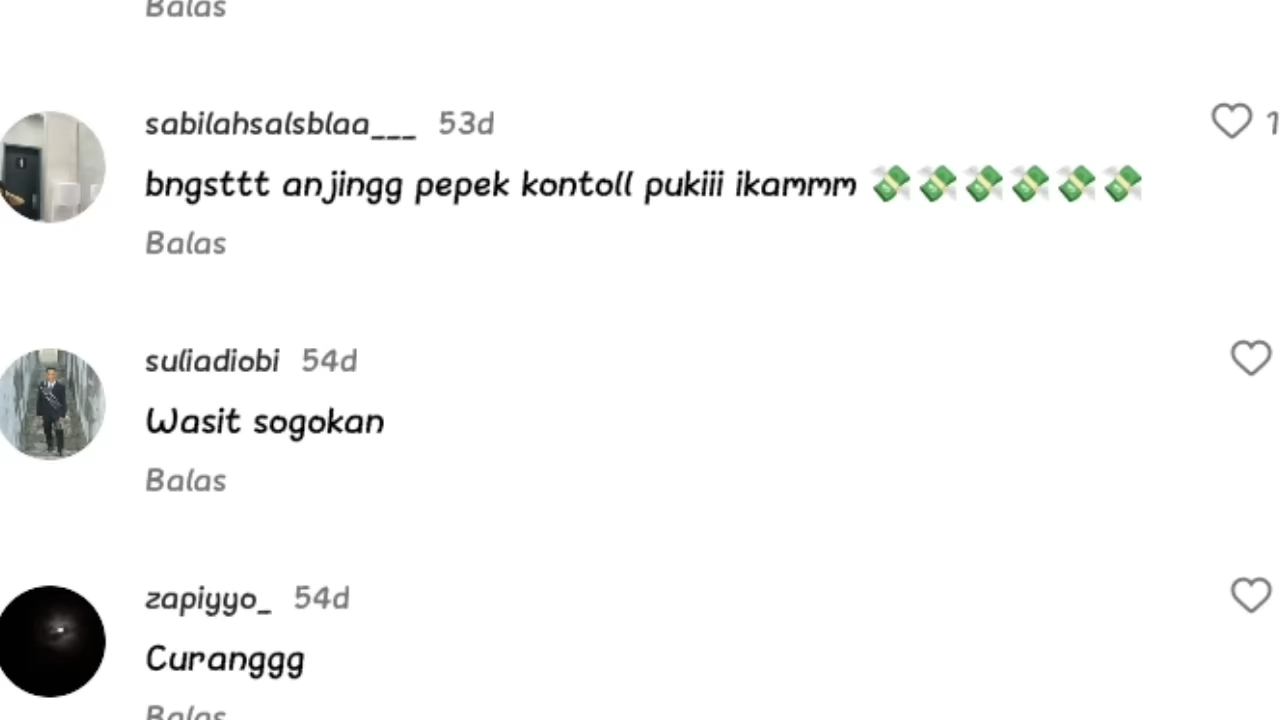 Balas
sabilahsalsblaa___ 53d
1
bngsttt anjingg pepek kontoll pukiii ikammm 💸💸💸💸💸💸
Balas
suliadiobi 54d
Wasit sogokan
Balas
zapiyyo_ 54d
Curanggg
Balas